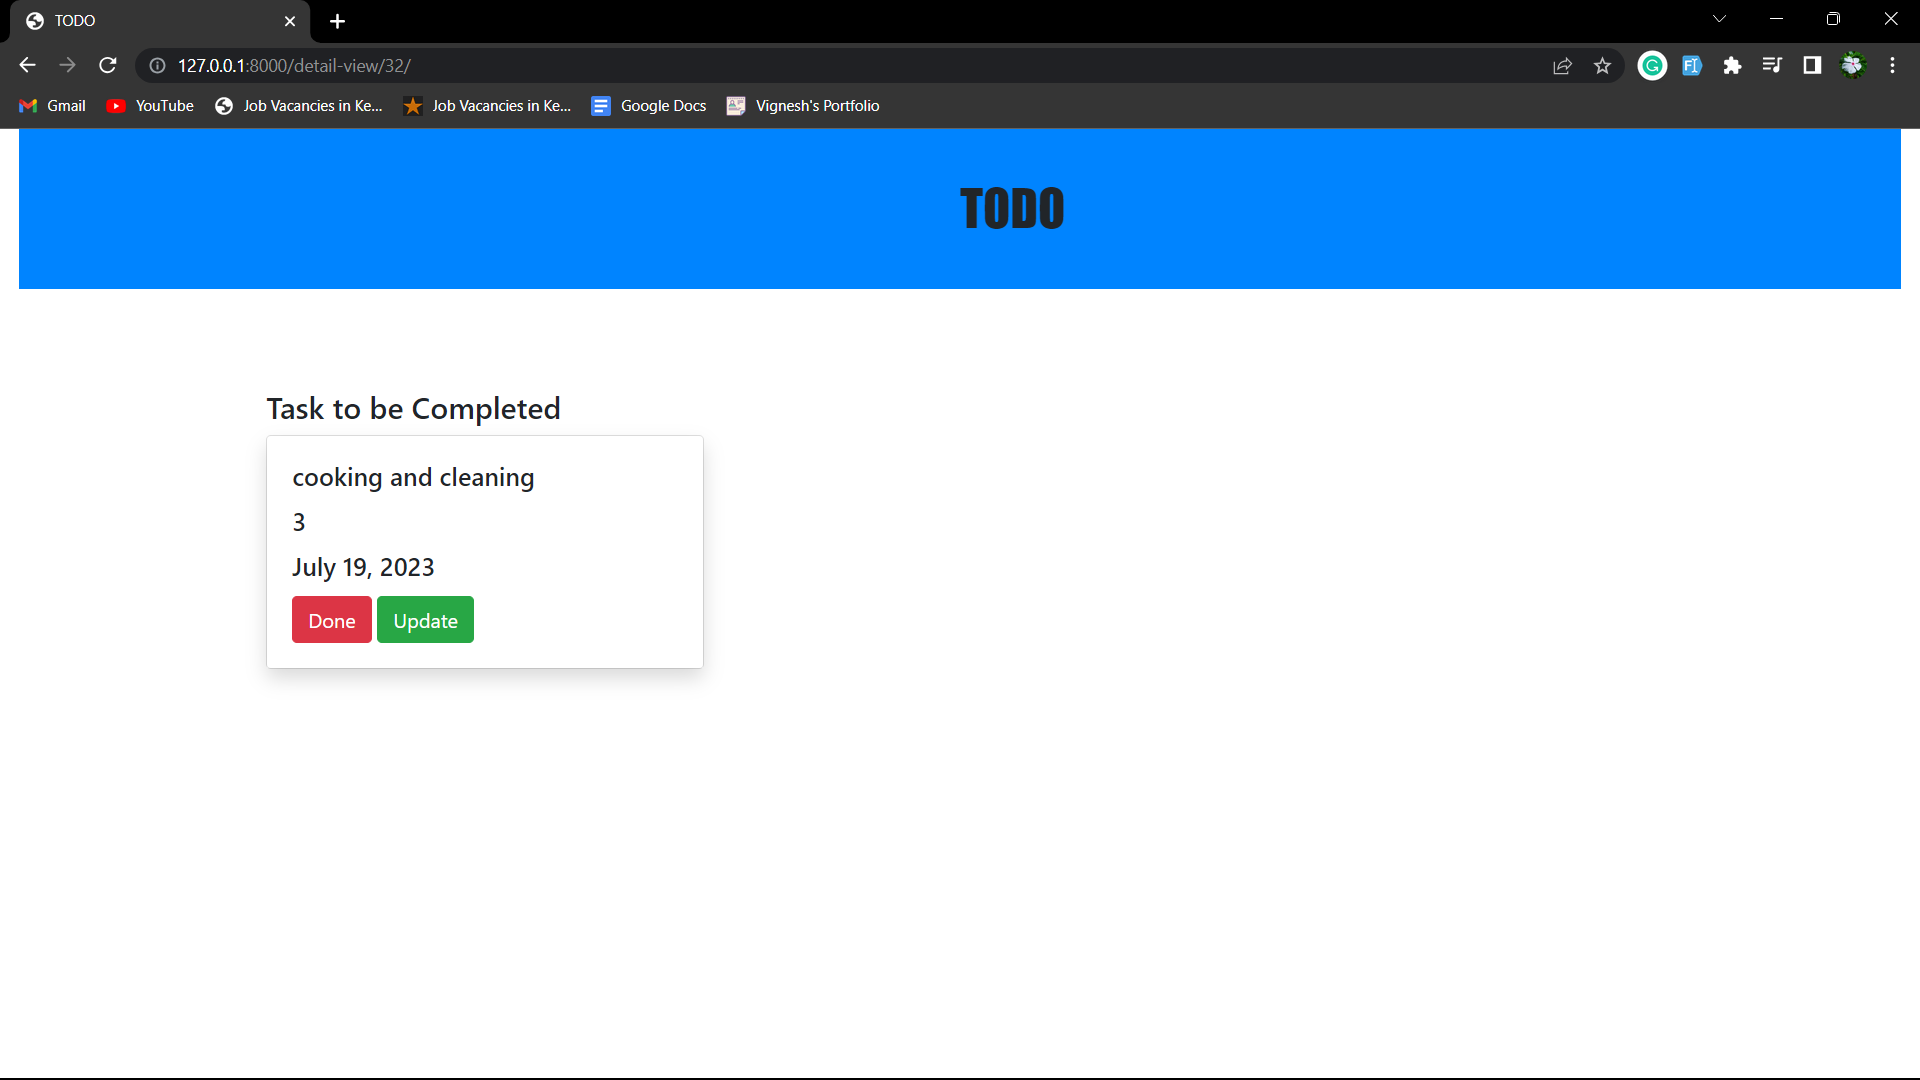 TODO
127.0.0.1:8000/detail-view/32/
Gmail YouTube Job Vacancies in Ke... Job Vacancies in Ke... Google Docs Vignesh's Portfolio
TODO
Task to be Completed
cooking and cleaning
3
July 19, 2023
Done Update